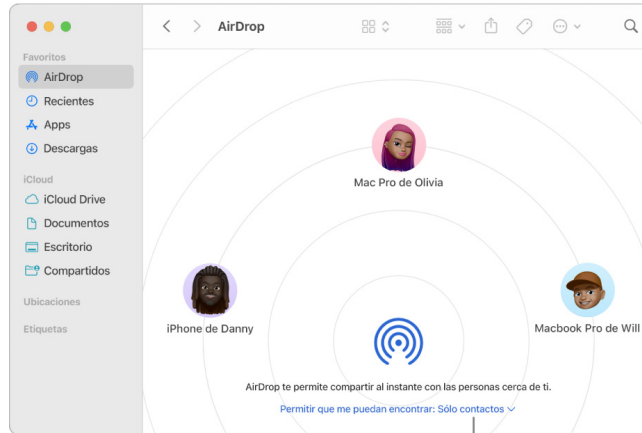 AirDrop
Favoritos
AirDrop
Recientes
Apps
Descargas
iCloud
iCloud Drive
Documentos
Escritorio
Compartidos
Ubicaciones
Etiquetas
Mac Pro de Olivia
iPhone de Danny
Macbook Pro de Will
AirDrop te permite compartir al instante con las personas cerca de ti.
Permitir que me puedan encontrar: Sólo contactos